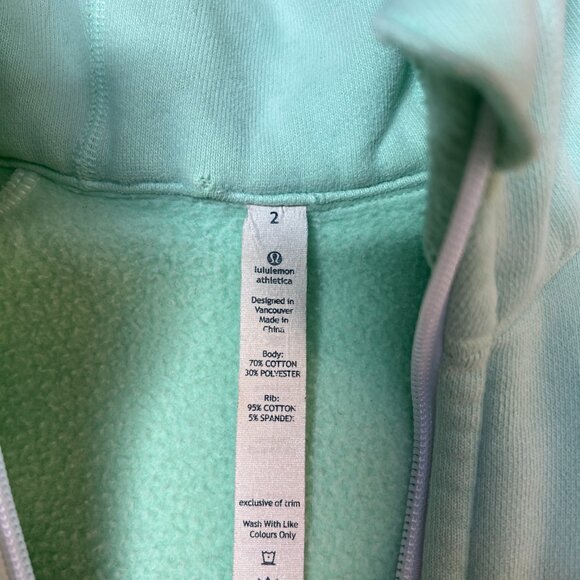 2
lululemon
athletica
Designed in
Vancouver
Made in
China
Body:
70% COTTON
30% POLYESTER
Rib:
95% COTTON
5% SPANDEX
exclusive of trim
Wash With Like
Colours Only